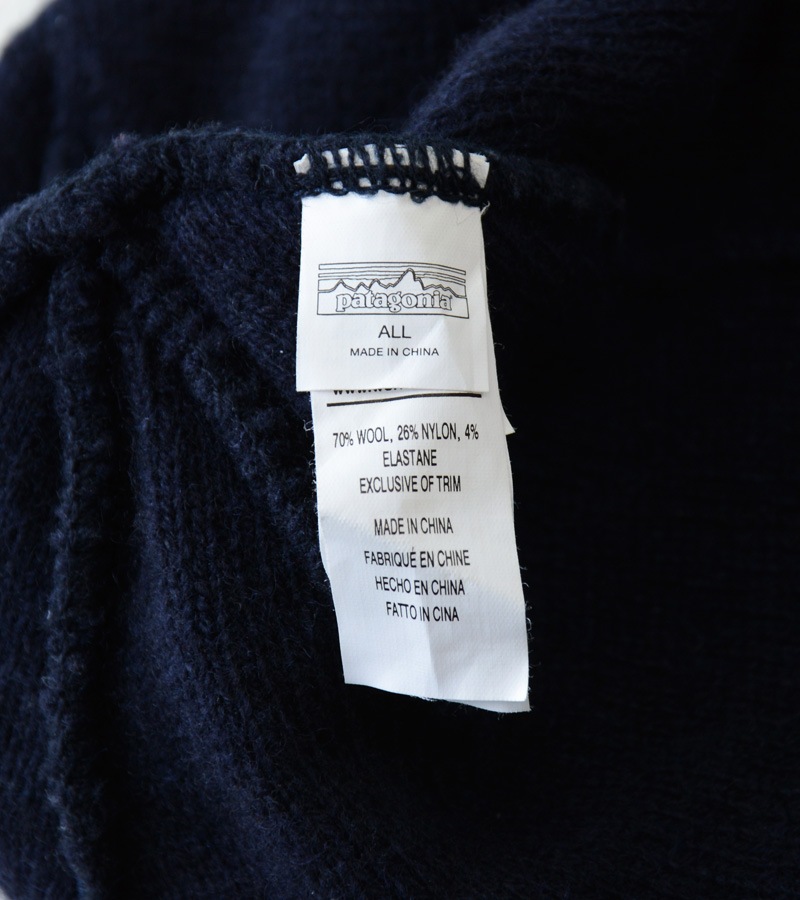 patagonia
ALL
MADE IN CHINA
70% WOOL, 26% NYLON, 4%
ELASTANE
EXCLUSIVE OF TRIM
MADE IN CHINA
FABRIQUÉ EN CHINE
HECHO EN CHINA
FATTO IN CINA